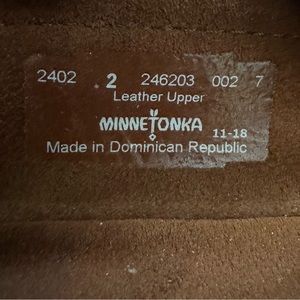 2402 2 246203 002 7
Leather Upper
MINNETONKA 11-18
Made in Dominican Republic